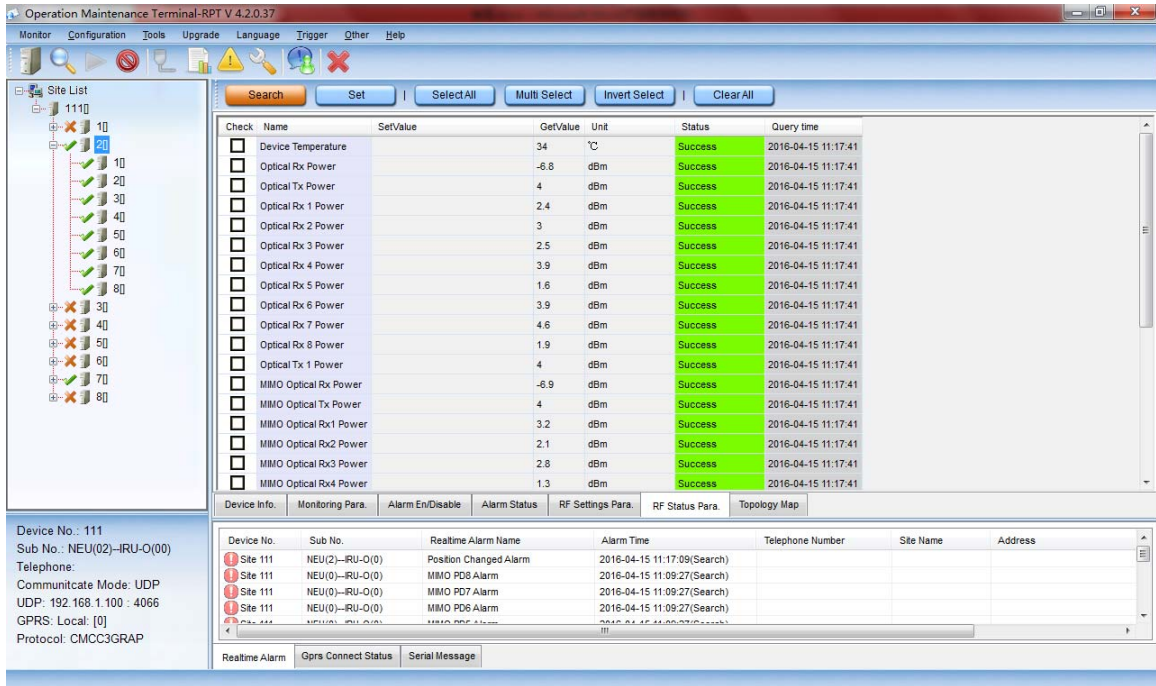 Operation Maintenance Terminal-RPT V 4.2.0.37
Monitor Configuration Tools Upgrade Language Trigger Other Help
Site List
111[]
1[]
2[]
1[]
2[]
3[]
4[]
5[]
6[]
7[]
8[]
3[]
4[]
5[]
6[]
7[]
8[]
Search Set | Select All Multi Select Invert Select | Clear All
Check Name SetValue GetValue Unit Status Query time
Device Temperature 34 ℃ Success 2016-04-15 11:17:41
Optical Rx Power -6.8 dBm Success 2016-04-15 11:17:41
Optical Tx Power 4 dBm Success 2016-04-15 11:17:41
Optical Rx 1 Power 2.4 dBm Success 2016-04-15 11:17:41
Optical Rx 2 Power 3 dBm Success 2016-04-15 11:17:41
Optical Rx 3 Power 2.5 dBm Success 2016-04-15 11:17:41
Optical Rx 4 Power 3.9 dBm Success 2016-04-15 11:17:41
Optical Rx 5 Power 1.6 dBm Success 2016-04-15 11:17:41
Optical Rx 6 Power 3.9 dBm Success 2016-04-15 11:17:41
Optical Rx 7 Power 4.6 dBm Success 2016-04-15 11:17:41
Optical Rx 8 Power 1.9 dBm Success 2016-04-15 11:17:41
Optical Tx 1 Power 4 dBm Success 2016-04-15 11:17:41
MIMO Optical Rx Power -6.9 dBm Success 2016-04-15 11:17:41
MIMO Optical Tx Power 4 dBm Success 2016-04-15 11:17:41
MIMO Optical Rx1 Power 3.2 dBm Success 2016-04-15 11:17:41
MIMO Optical Rx2 Power 2.1 dBm Success 2016-04-15 11:17:41
MIMO Optical Rx3 Power 2.8 dBm Success 2016-04-15 11:17:41
MIMO Optical Rx4 Power 1.3 dBm Success 2016-04-15 11:17:41
Device Info. Monitoring Para. Alarm En/Disable Alarm Status RF Settings Para. RF Status Para. Topology Map
Device No.: 111
Sub No.: NEU(02)--IRU-O(00)
Telephone:
Communitcate Mode: UDP
UDP: 192.168.1.100 : 4066
GPRS: Local: [0]
Protocol: CMCC3GRAP
Device No. Sub No. Realtime Alarm Name Alarm Time Telephone Number Site Name Address
Site 111 NEU(2)--IRU-O(0) Position Changed Alarm 2016-04-15 11:17:09(Search)
Site 111 NEU(0)--IRU-O(0) MIMO PD8 Alarm 2016-04-15 11:09:27(Search)
Site 111 NEU(0)--IRU-O(0) MIMO PD7 Alarm 2016-04-15 11:09:27(Search)
Site 111 NEU(0)--IRU-O(0) MIMO PD6 Alarm 2016-04-15 11:09:27(Search)
Realtime Alarm Gprs Connect Status Serial Message